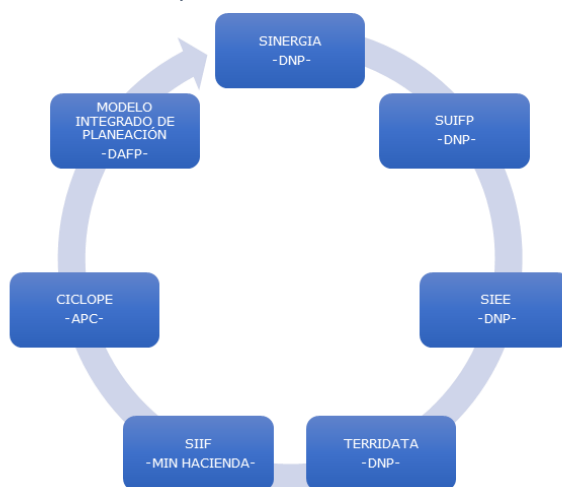 SINERGIA
-DNP-
SUIFP
-DNP-
SIEE
-DNP-
TERRIDATA
-DNP-
SIIF
-MIN HACIENDA-
CICLOPE
-APC-
MODELO
INTEGRADO DE
PLANEACIÓN
-DAFP-